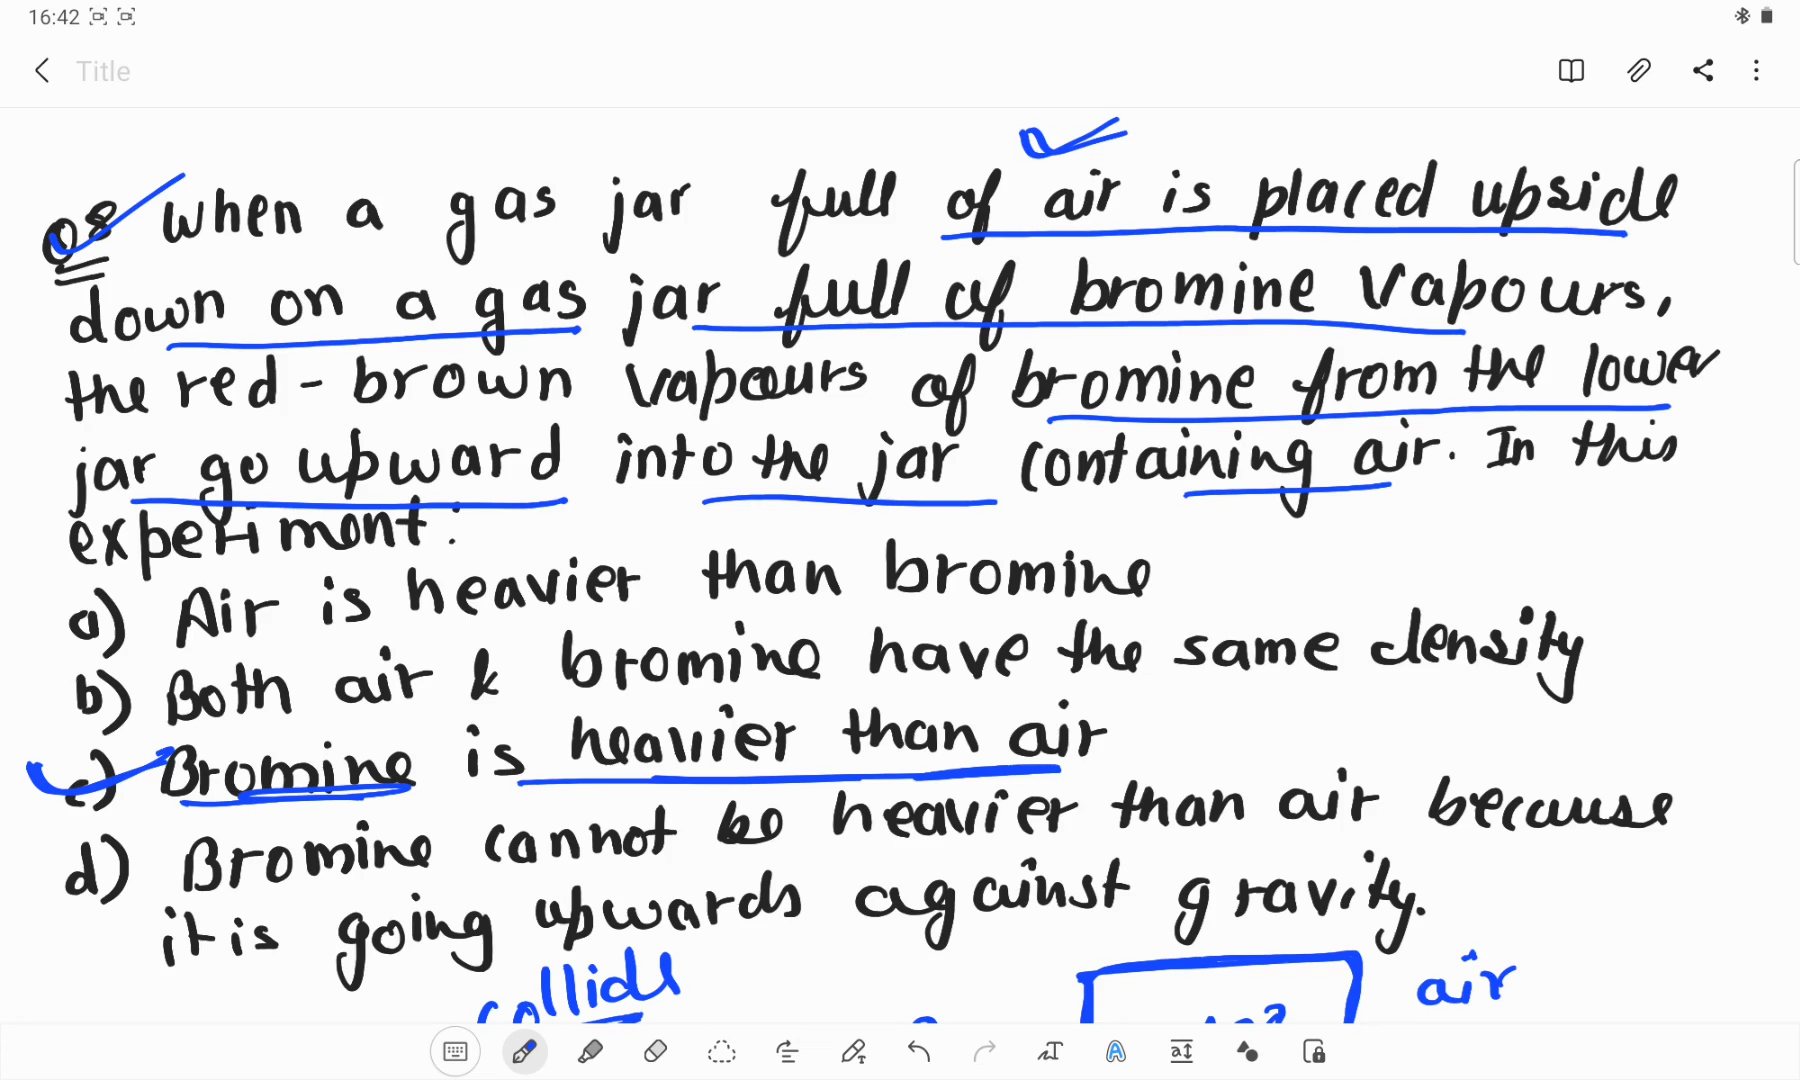 16:42
Title
Q8 when a gas jar full of air is placed upside
down on a gas jar full of bromine vapours,
the red-brown vapours of bromine from the lower
jar go upward into the jar containing air. In this
experiment:
a) Air is heavier than bromine
b) Both air & bromine have the same density
c) Bromine is heavier than air
d) Bromine cannot be heavier than air because
it is going upwards against gravity.
collide
air